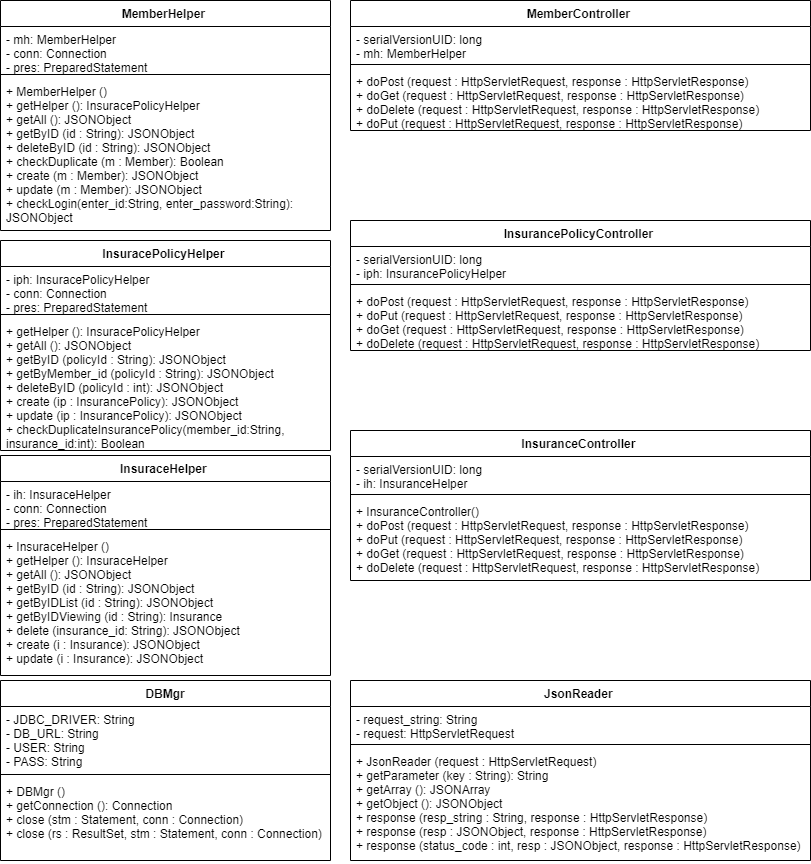 MemberHelper
- mh: MemberHelper
- conn: Connection
- pres: PreparedStatement
+ MemberHelper ()
+ getHelper (): InsuracePolicyHelper
+ getAll (): JSONObject
+ getByID (id : String): JSONObject
+ deleteByID (id : String): JSONObject
+ checkDuplicate (m : Member): Boolean
+ create (m : Member): JSONObject
+ update (m : Member): JSONObject
+ checkLogin(enter_id:String, enter_password:String):
JSONObject
MemberController
- serialVersionUID: long
- mh: MemberHelper
+ doPost (request : HttpServletRequest, response : HttpServletResponse)
+ doGet (request : HttpServletRequest, response : HttpServletResponse)
+ doDelete (request : HttpServletRequest, response : HttpServletResponse)
+ doPut (request : HttpServletRequest, response : HttpServletResponse)
InsuracePolicyHelper
- iph: InsuracePolicyHelper
- conn: Connection
- pres: PreparedStatement
+ getHelper (): InsurancePolicyHelper
+ getAll (): JSONObject
+ getByID (policyId : String): JSONObject
+ getByMember_id (policyId : String): JSONObject
+ deleteByID (policyId : int): JSONObject
+ create (ip : InsurancePolicy): JSONObject
+ update (ip : InsurancePolicy): JSONObject
+ checkDuplicateInsurancePolicy(member_id:String,
insurance_id:int): Boolean
InsurancePolicyController
- serialVersionUID: long
- iph: InsurancePolicyHelper
+ doPost (request : HttpServletRequest, response : HttpServletResponse)
+ doPut (request : HttpServletRequest, response : HttpServletResponse)
+ doGet (request : HttpServletRequest, response : HttpServletResponse)
+ doDelete (request : HttpServletRequest, response : HttpServletResponse)
InsuraceHelper
- ih: InsuraceHelper
- conn: Connection
- pres: PreparedStatement
+ InsuraceHelper ()
+ getHelper (): InsuraceHelper
+ getAll (): JSONObject
+ getByID (id : String): JSONObject
+ getByIDList (id : String): JSONObject
+ getByIDViewing (id : String): Insurance
+ delete (insurance_id: String): JSONObject
+ create (i : Insurance): JSONObject
+ update (i : Insurance): JSONObject
InsuranceController
- serialVersionUID: long
- ih: InsuranceHelper
+ InsuranceController()
+ doPost (request : HttpServletRequest, response : HttpServletResponse)
+ doPut (request : HttpServletRequest, response : HttpServletResponse)
+ doGet (request : HttpServletRequest, response : HttpServletResponse)
+ doDelete (request : HttpServletRequest, response : HttpServletResponse)
DBMgr
- JDBC_DRIVER: String
- DB_URL: String
- USER: String
- PASS: String
+ DBMgr ()
+ getConnection (): Connection
+ close (stm : Statement, conn : Connection)
+ close (rs : ResultSet, stm : Statement, conn : Connection)
JsonReader
- request_string: String
- request: HttpServletRequest
+ JsonReader (request : HttpServletRequest)
+ getParameter (key : String): String
+ getArray (): JSONArray
+ getObject (): JSONObject
+ response (resp_string : String, response : HttpServletResponse)
+ response (resp : JSONObject, response : HttpServletResponse)
+ response (status_code : int, resp : JSONObject, response : HttpServletResponse)